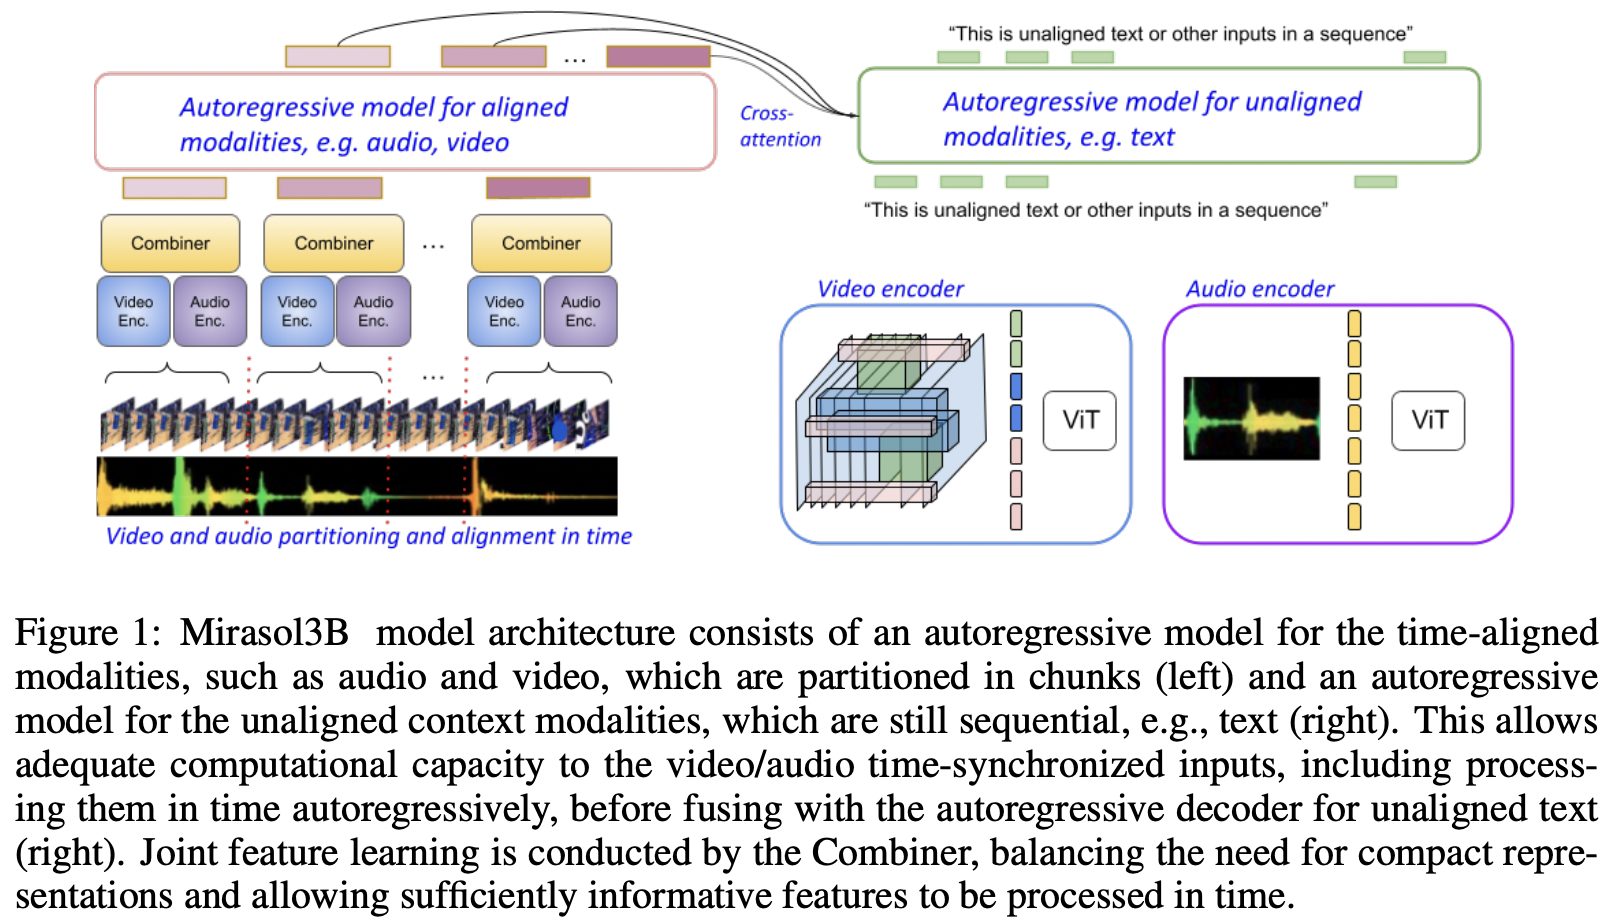 “This is unaligned text or other inputs in a sequence”
...
Autoregressive model for aligned
modalities, e.g. audio, video
Cross-
attention
Autoregressive model for unaligned
modalities, e.g. text
“This is unaligned text or other inputs in a sequence”
Combiner
Combiner
...
Combiner
Video
Enc.
Audio
Enc.
Video
Enc.
Audio
Enc.
Video
Enc.
Audio
Enc.
...
Video and audio partitioning and alignment in time
Video encoder
ViT
Audio encoder
ViT
Figure 1: Mirasol3B model architecture consists of an autoregressive model for the time-aligned
modalities, such as audio and video, which are partitioned in chunks (left) and an autoregressive
model for the unaligned context modalities, which are still sequential, e.g., text (right). This allows
adequate computational capacity to the video/audio time-synchronized inputs, including process-
ing them in time autoregressively, before fusing with the autoregressive decoder for unaligned text
(right). Joint feature learning is conducted by the Combiner, balancing the need for compact repre-
sentations and allowing sufficiently informative features to be processed in time.